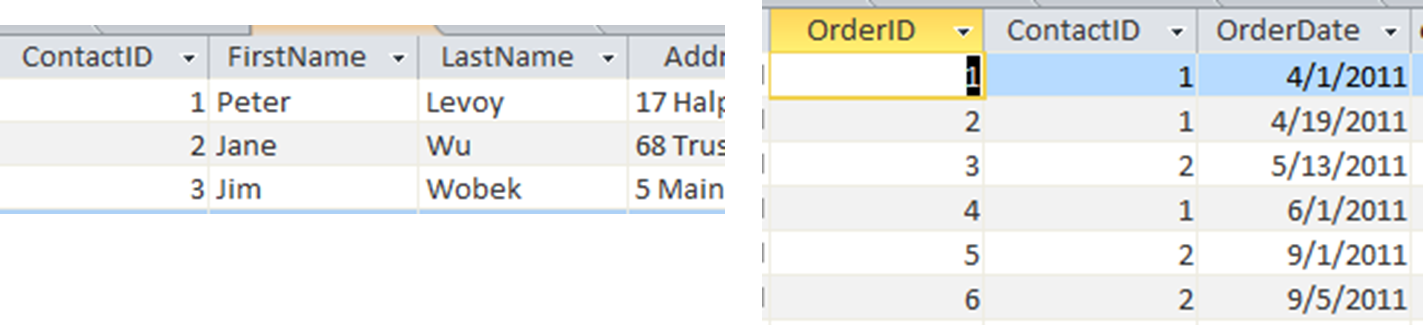 ContactID FirstName LastName Addr
1 Peter Levoy 17 Halp
2 Jane Wu 68 Trus
3 Jim Wobek 5 Main
OrderID ContactID OrderDate
1 1 4/1/2011
2 1 4/19/2011
3 2 5/13/2011
4 1 6/1/2011
5 2 9/1/2011
6 2 9/5/2011